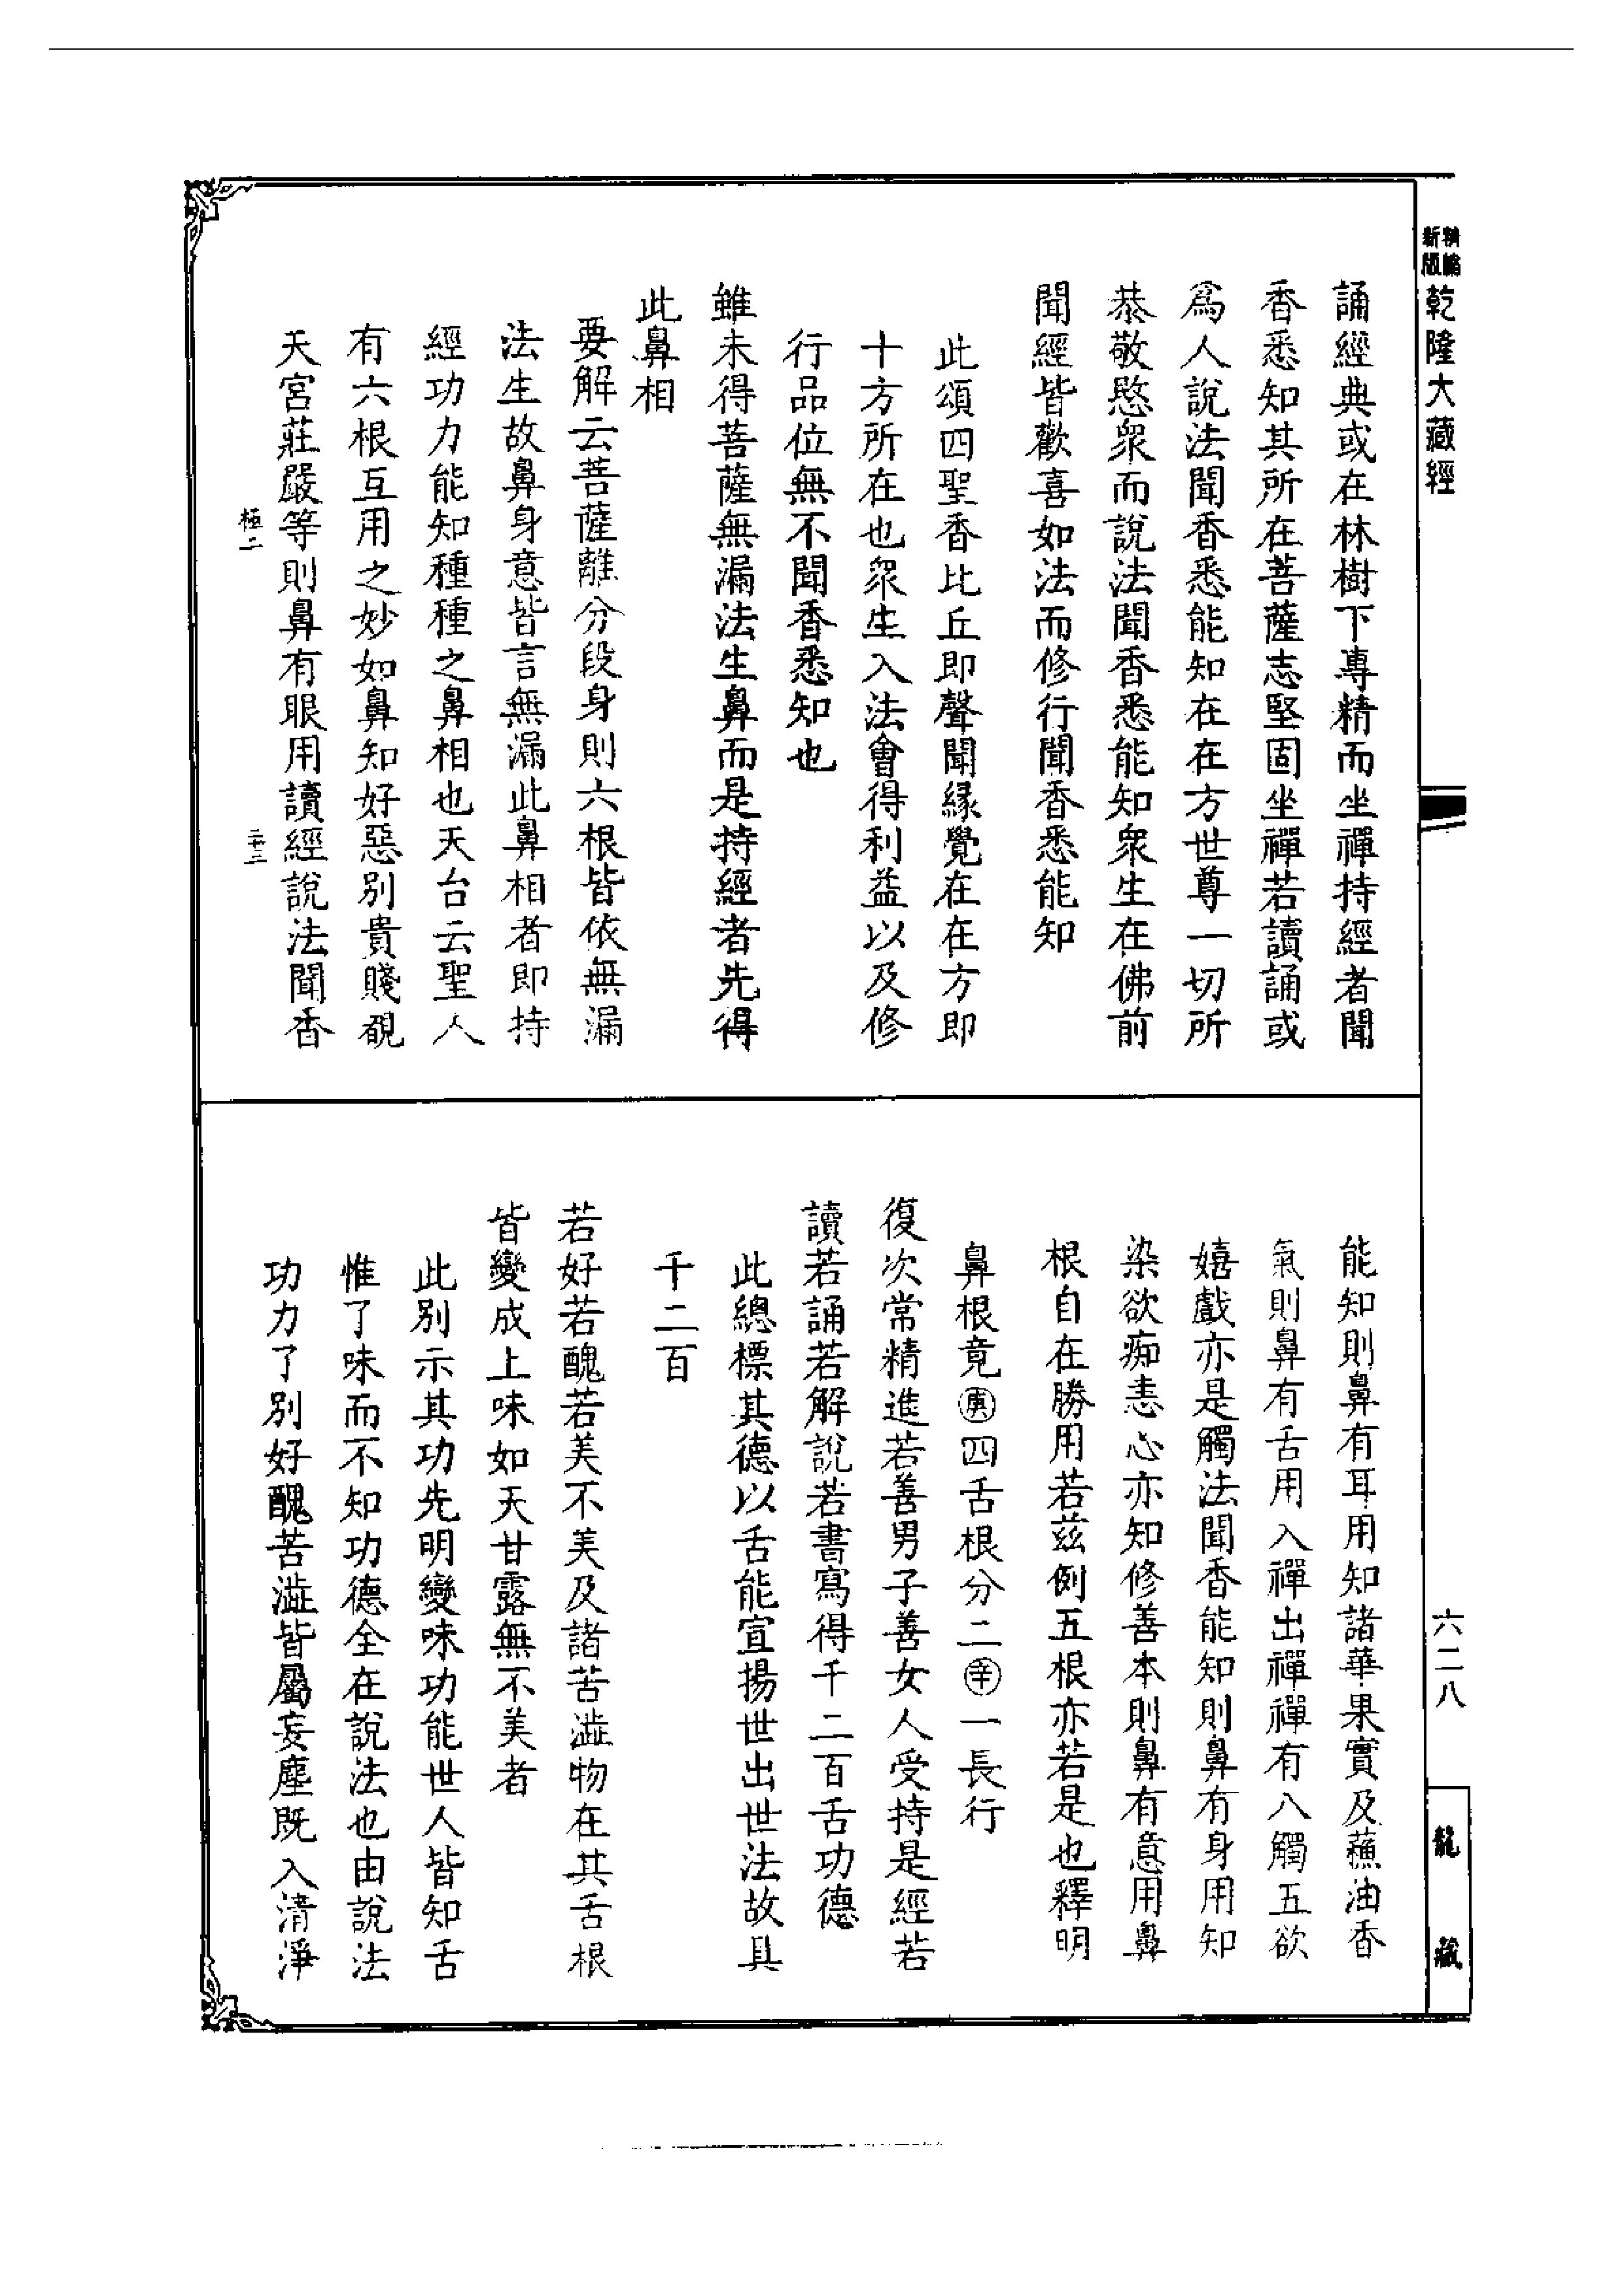 新版
精縮
乾隆大藏經
誦經典或在林樹下專精而坐禪持經者聞
香悉知其所在菩薩志堅固坐禪若讀誦或
爲人說法聞香悉能知在在方世尊一切所
恭敬愍衆而說法聞香悉能知衆生在佛前
聞經皆歡喜如法而修行聞香悉能知
此頌四聖香比丘即聲聞緣覺在在方即
十方所在也衆生入法會得利益以及修
行品位無不聞香悉知也
雖未得菩薩無漏法生鼻而是持經者先得
此鼻相
要解云菩薩離分段身則六根皆依無漏
法生故鼻身意皆言無漏此鼻相者即持
經功力能知種種之鼻相也天台云聖人
有六根互用之妙如鼻知好惡別貴賤覩
天宮莊嚴等則鼻有眼用讀經說法聞香
極二
二十三
能知則鼻有耳用知諸華果實及蘓油香
氣則鼻有舌用入禪出禪禪有八觸五欲
嬉戲亦是觸法聞香能知則鼻有身用知
染欲痴恚心亦知修善本則鼻有意用鼻
根自在勝用若茲例五根亦若是也釋明
鼻根竟㊅四舌根分二㊛一長行
復次常精進若善男子善女人受持是經若
讀若誦若解說若書寫得千二百舌功德
此總標其德以舌能宣揚世出世法故具
千二百
若好若醜若美不美及諸苦澁物在其舌根
皆變成上味如天甘露無不美者
此別示其功先明變味功能世人皆知舌
惟了味而不知功德全在說法也由說法
功力了別好醜苦澁皆屬妄塵既入清淨
六二八
龍藏